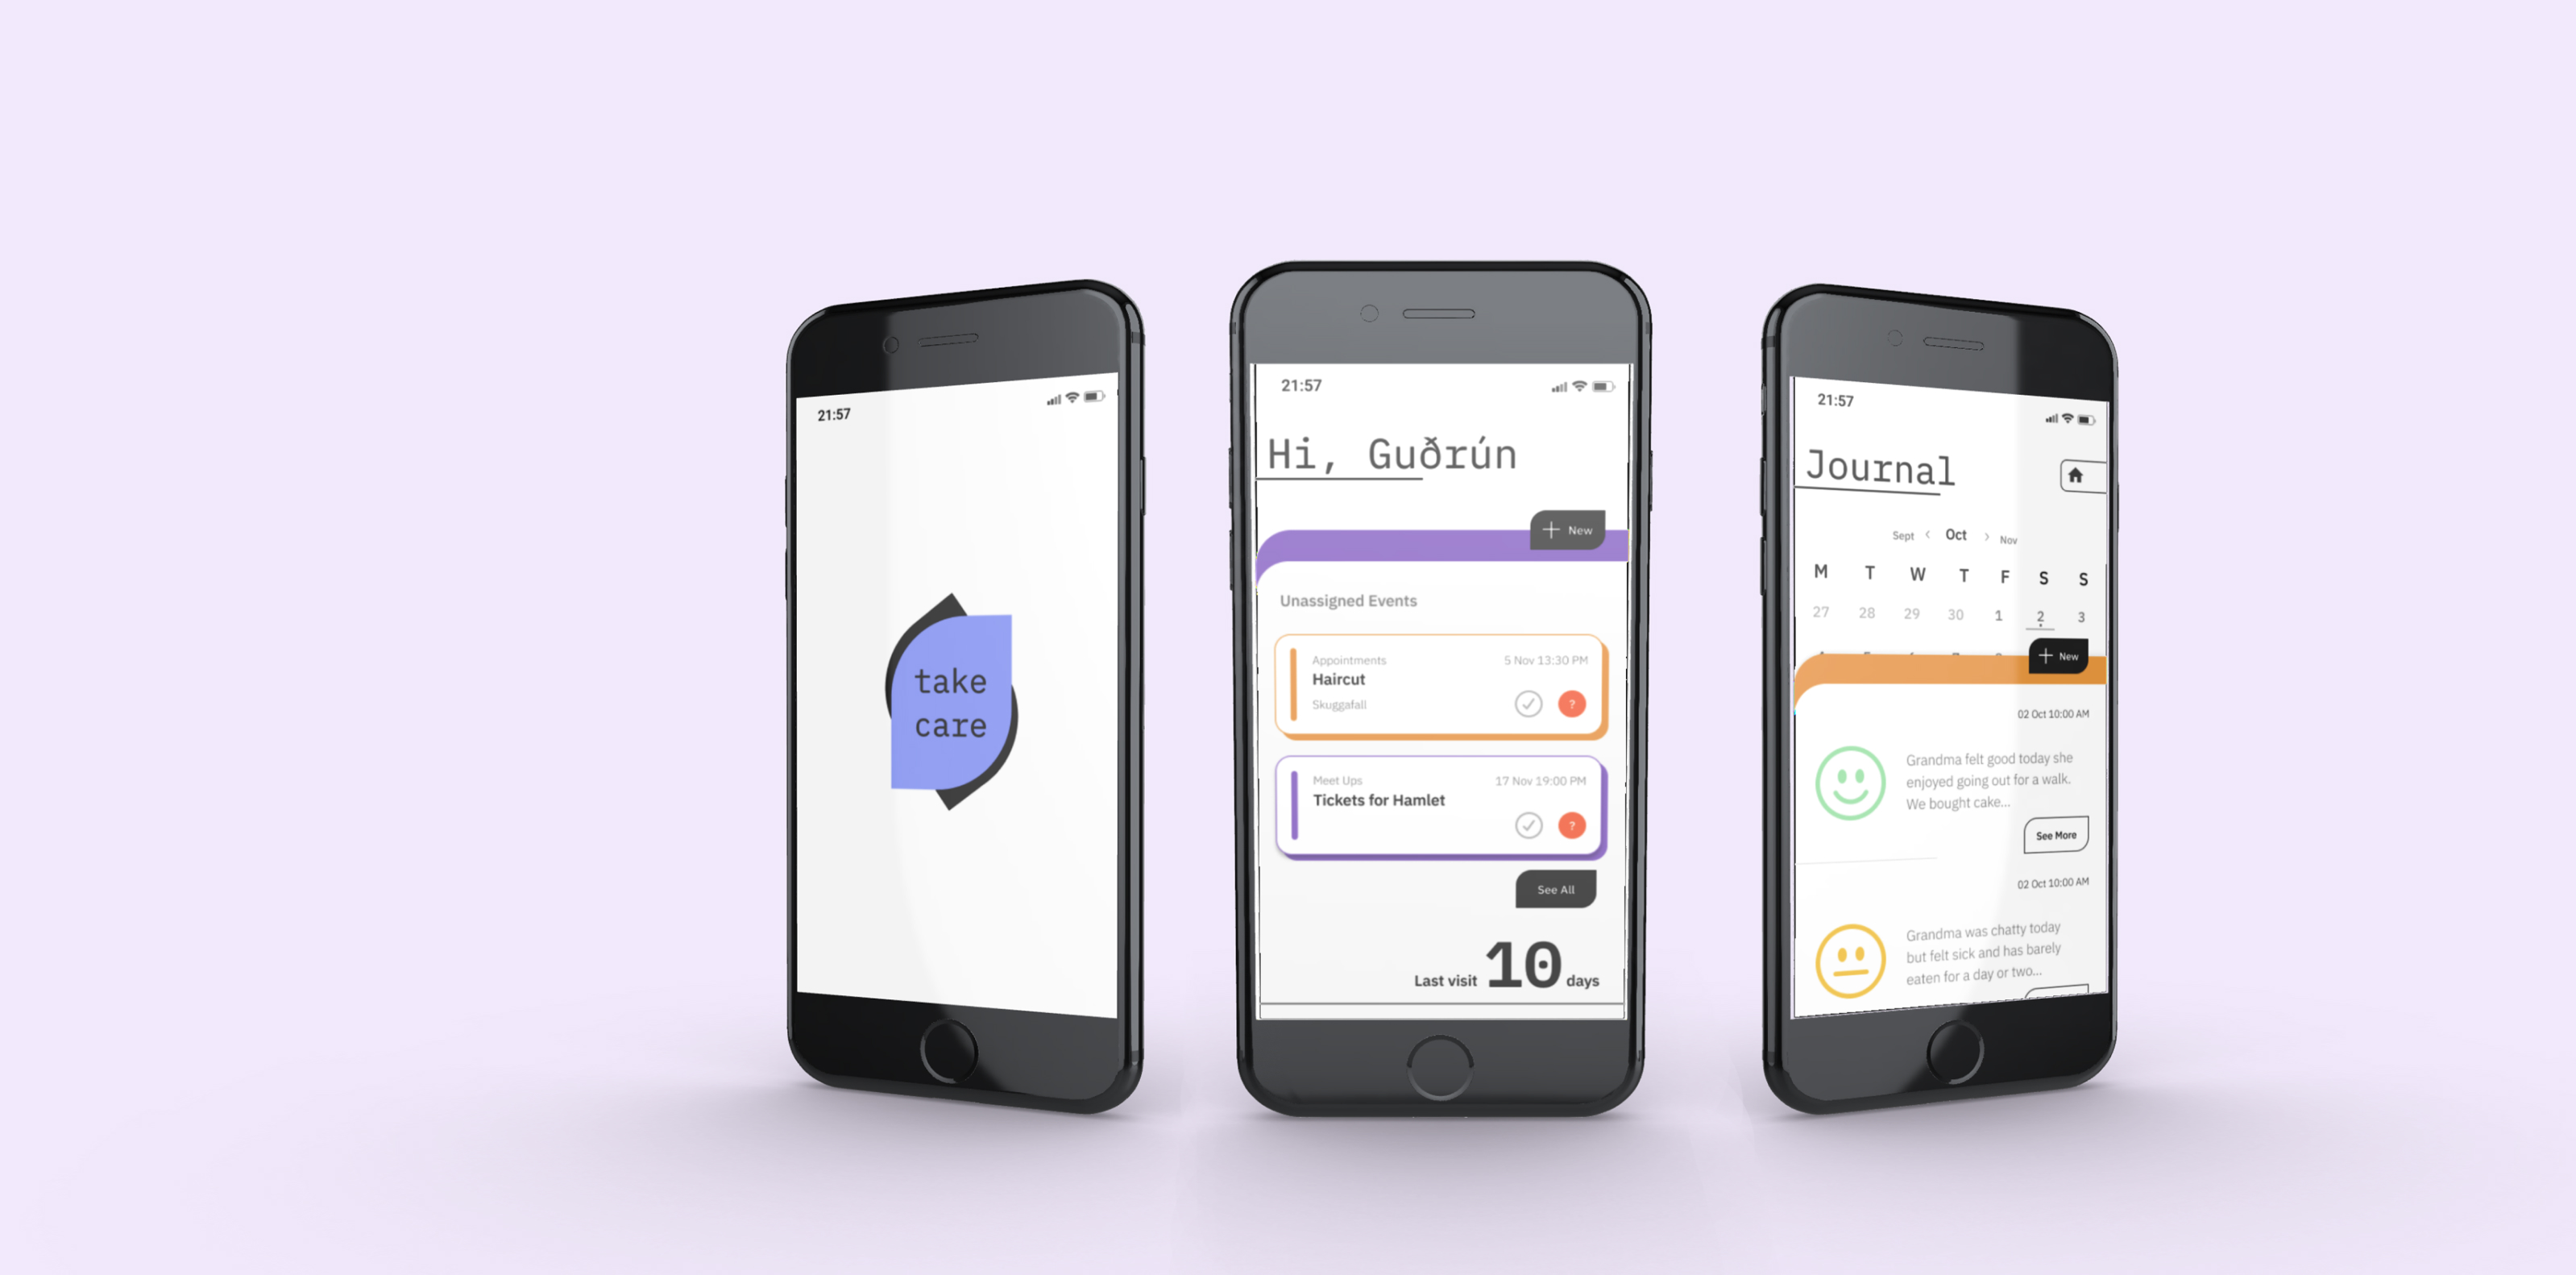 21:57
take
care
21:57
Hi, Guðrún
+ New
Unassigned Events
Appointments
5 Nov 13:30 PM
Haircut
Skuggafall
?
Meet Ups
17 Nov 19:00 PM
Tickets for Hamlet
?
See All
Last visit 10 days
21:57
Journal
Sept < Oct > Nov
M T W T F S S
27 28 29 30 1 2 3
+ New
02 Oct 10:00 AM
Grandma felt good today she
enjoyed going out for a walk.
We bought cake...
See More
02 Oct 10:00 AM
Grandma was chatty today
but felt sick and has barely
eaten for a day or two...